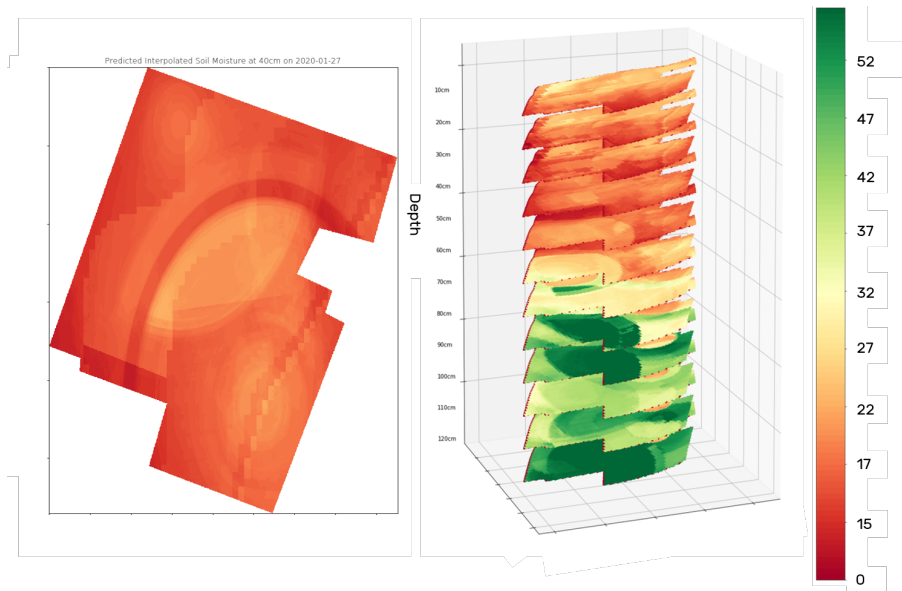 Predicted Interpolated Soil Moisture at 40cm on 2020-01-27
Depth
10cm
20cm
30cm
40cm
50cm
60cm
70cm
80cm
90cm
100cm
110cm
120cm
52
47
42
37
32
27
22
17
15
0